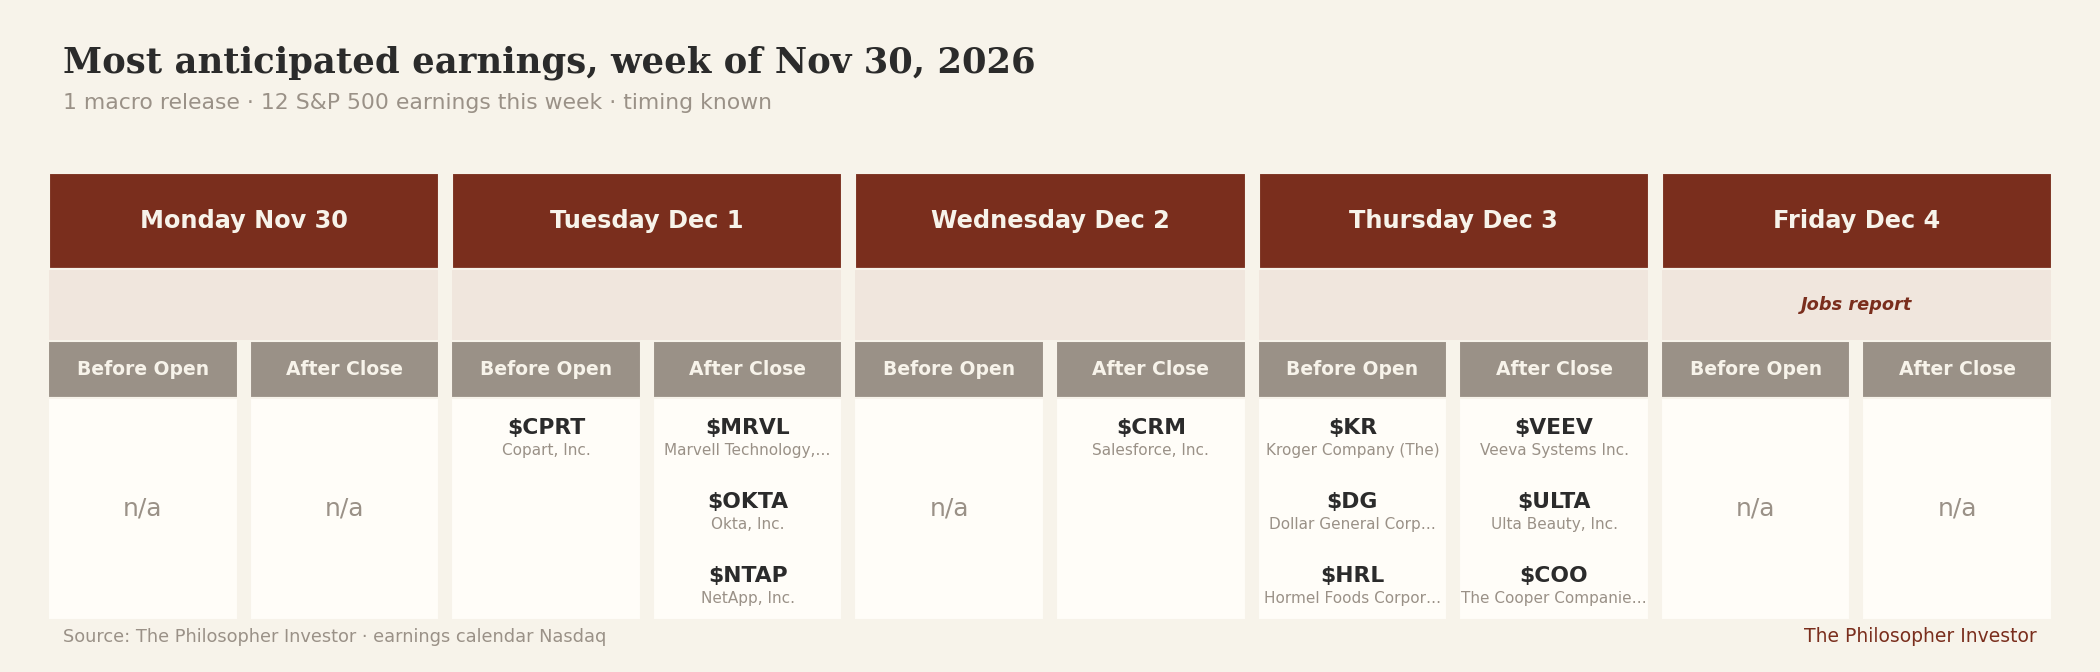 Most anticipated earnings, week of Nov 30, 2026
1 macro release · 12 S&P 500 earnings this week · timing known
Monday Nov 30
Tuesday Dec 1
Wednesday Dec 2
Thursday Dec 3
Friday Dec 4
Jobs report
Before Open
After Close
Before Open
After Close
Before Open
After Close
Before Open
After Close
Before Open
After Close
n/a
n/a
$CPRT
Copart, Inc.
$MRVL
Marvell Technology,...
$OKTA
Okta, Inc.
$NTAP
NetApp, Inc.
n/a
$CRM
Salesforce, Inc.
$KR
Kroger Company (The)
$DG
Dollar General Corp...
$HRL
Hormel Foods Corpor...
$VEEV
Veeva Systems Inc.
$ULTA
Ulta Beauty, Inc.
$COO
The Cooper Companie...
n/a
n/a
Source: The Philosopher Investor · earnings calendar Nasdaq
The Philosopher Investor